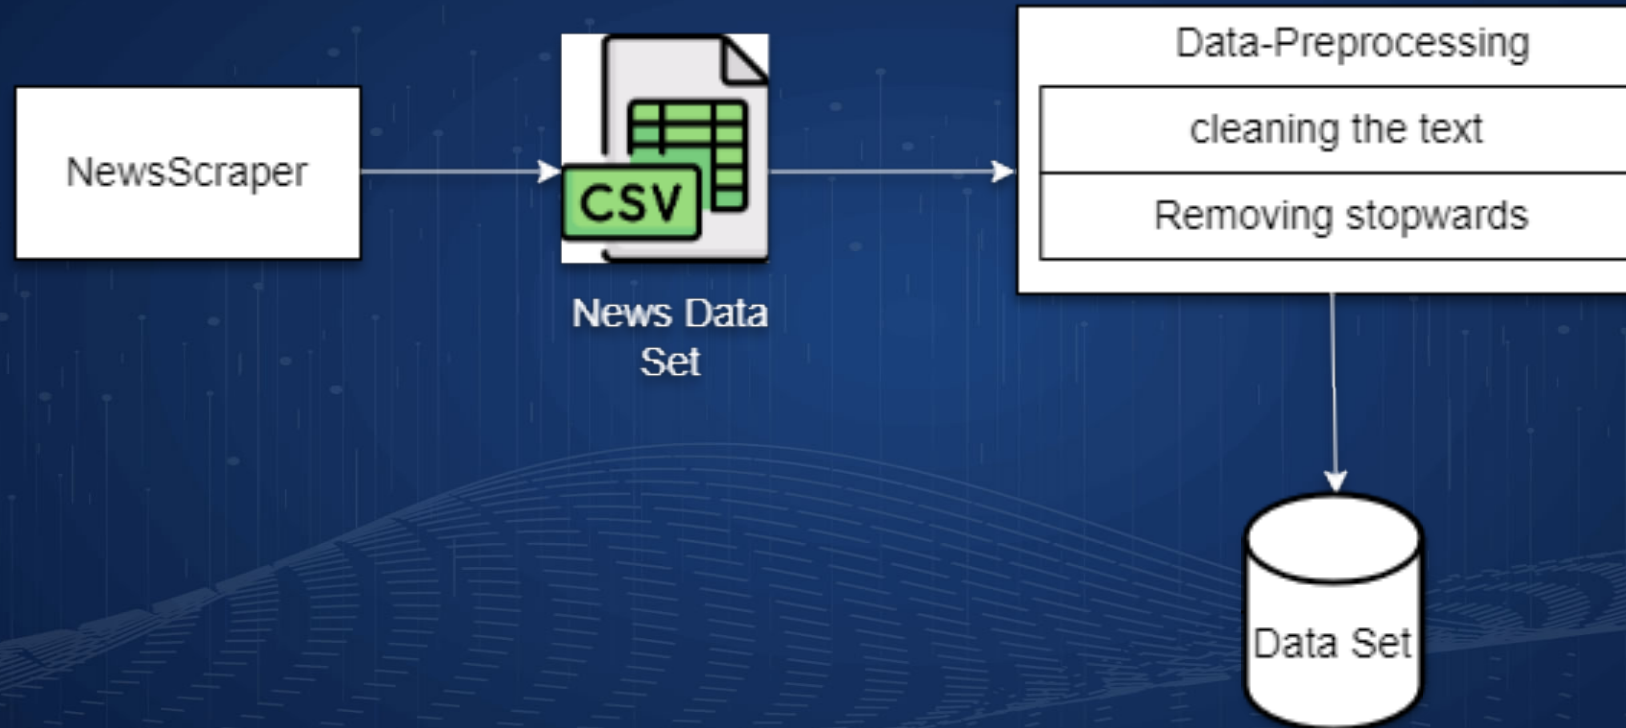 NewsScraper
CSV
News Data
Set
Data-Preprocessing
cleaning the text
Removing stopwards
Data Set